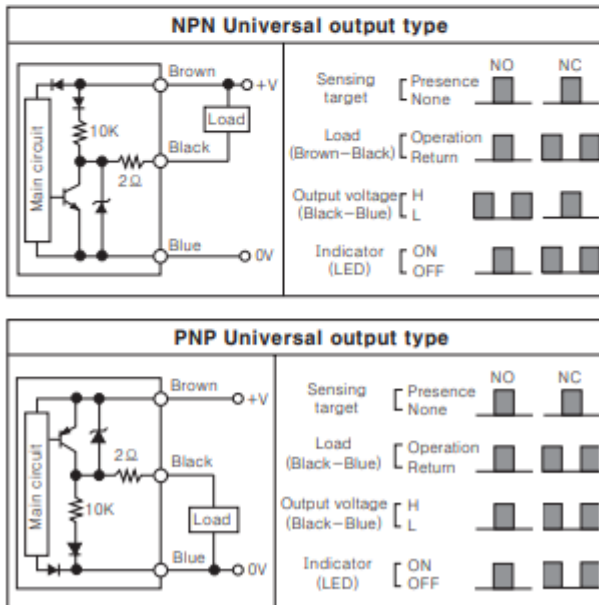 NPN Universal output type
Main circuit
10K
2Ω
Brown
+V
Load
Black
Blue
0V
NO NC
Sensing target
Presence
None
Load (Brown−Black)
Operation
Return
Output voltage (Black−Blue)
H
L
Indicator (LED)
ON
OFF
PNP Universal output type
Main circuit
10K
2Ω
Brown
+V
Black
Load
Blue
0V
NO NC
Sensing target
Presence
None
Load (Black−Blue)
Operation
Return
Output voltage (Black−Blue)
H
L
Indicator (LED)
ON
OFF